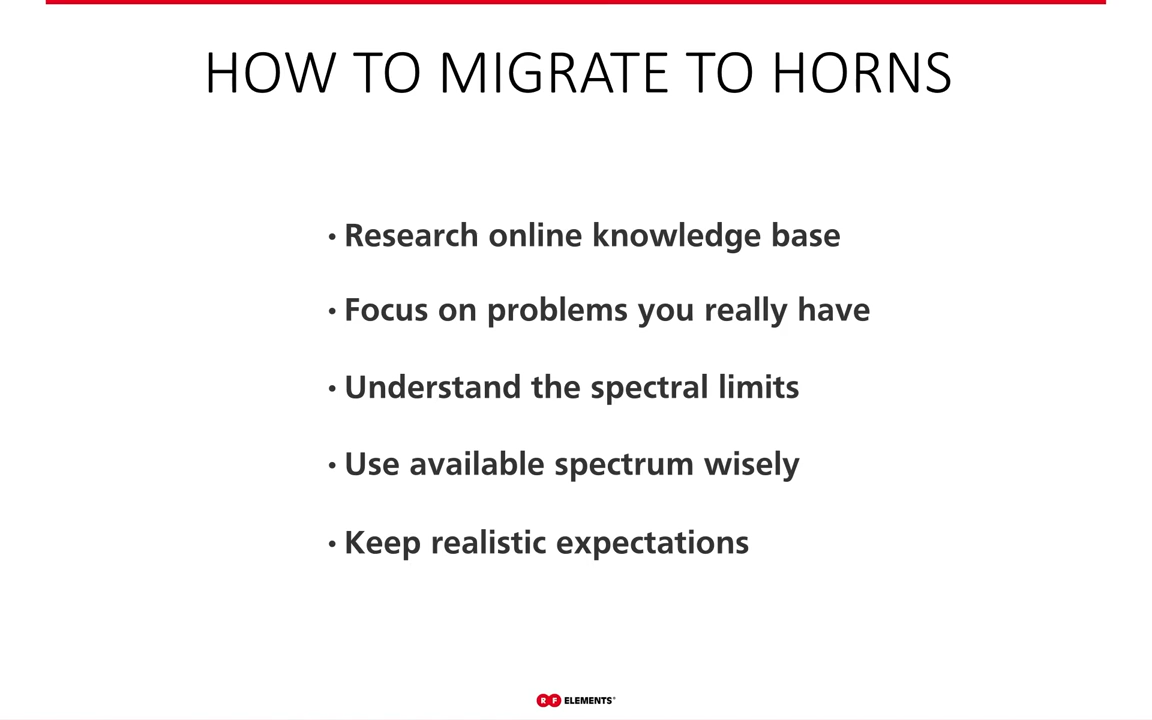 HOW TO MIGRATE TO HORNS
• Research online knowledge base
• Focus on problems you really have
• Understand the spectral limits
• Use available spectrum wisely
• Keep realistic expectations
RF ELEMENTS®